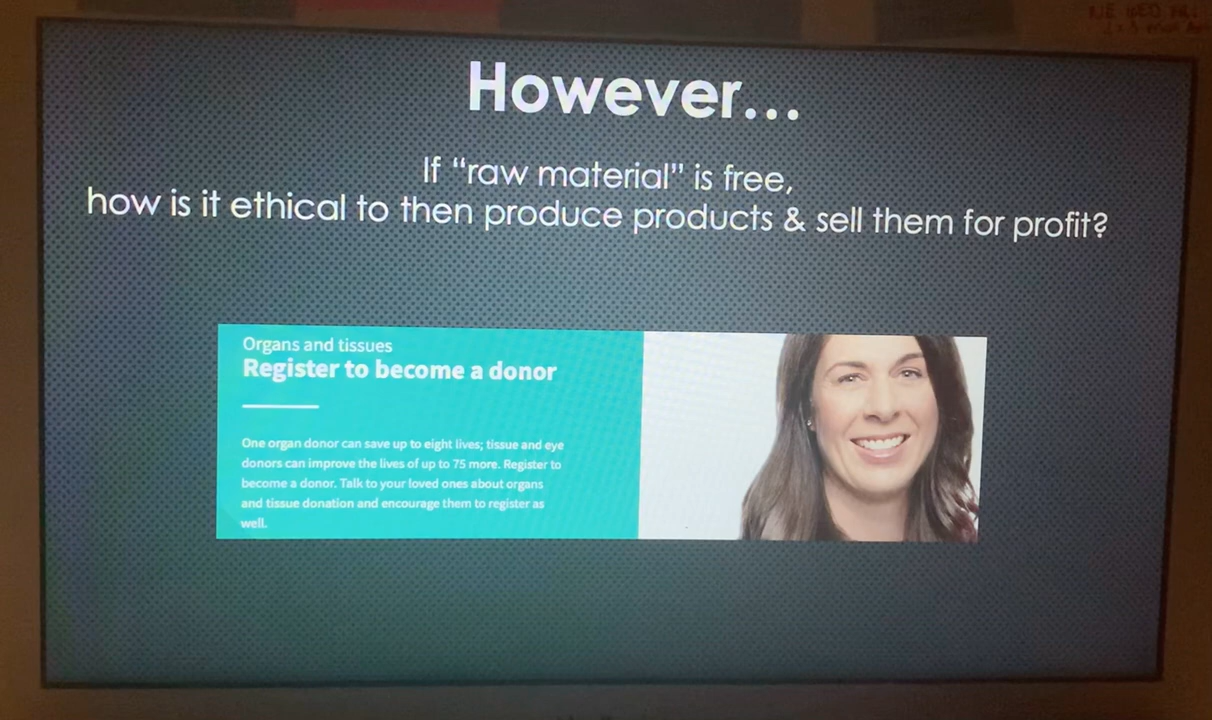 However...
If “raw material” is free,
how is it ethical to then produce products & sell them for profit?
Organs and tissues
Register to become a donor
One organ donor can save up to eight lives; tissue and eye
donors can improve the lives of up to 75 more. Register to
become a donor. Talk to your loved ones about organs
and tissue donation and encourage them to register as
well.